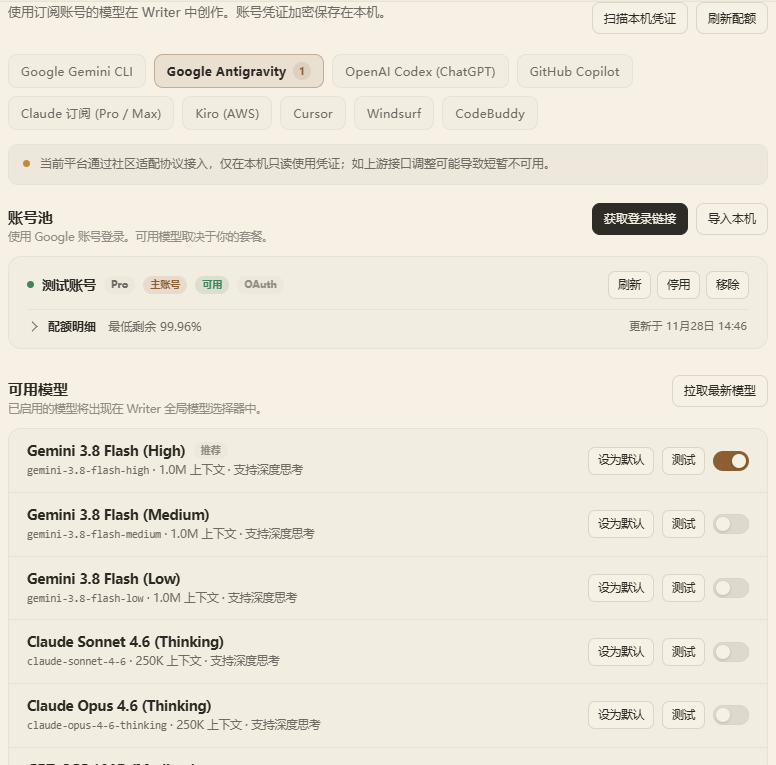 使用订阅账号的模型在 Writer 中创作。账号凭证加密保存在本机。
扫描本机凭证
刷新配额
Google Gemini CLI
Google Antigravity 1
OpenAI Codex (ChatGPT)
GitHub Copilot
Claude 订阅 (Pro / Max)
Kiro (AWS)
Cursor
Windsurf
CodeBuddy
当前平台通过社区适配协议接入，仅在本机只读使用凭证；如上游接口调整可能导致短暂不可用。
账号池
使用 Google 账号登录。可用模型取决于你的套餐。
获取登录链接
导入本机
测试账号 Pro 主账号 可用 OAuth
刷新
停用
移除
配额明细 最低剩余 99.96%
更新于 11月28日 14:46
可用模型
已启用的模型将出现在 Writer 全局模型选择器中。
拉取最新模型
Gemini 3.8 Flash (High) 推荐
gemini-3.8-flash-high · 1.0M 上下文 · 支持深度思考
设为默认
测试
Gemini 3.8 Flash (Medium)
gemini-3.8-flash-medium · 1.0M 上下文 · 支持深度思考
设为默认
测试
Gemini 3.8 Flash (Low)
gemini-3.8-flash-low · 1.0M 上下文 · 支持深度思考
设为默认
测试
Claude Sonnet 4.6 (Thinking)
claude-sonnet-4-6 · 250K 上下文 · 支持深度思考
设为默认
测试
Claude Opus 4.6 (Thinking)
claude-opus-4-6-thinking · 250K 上下文 · 支持深度思考
设为默认
测试